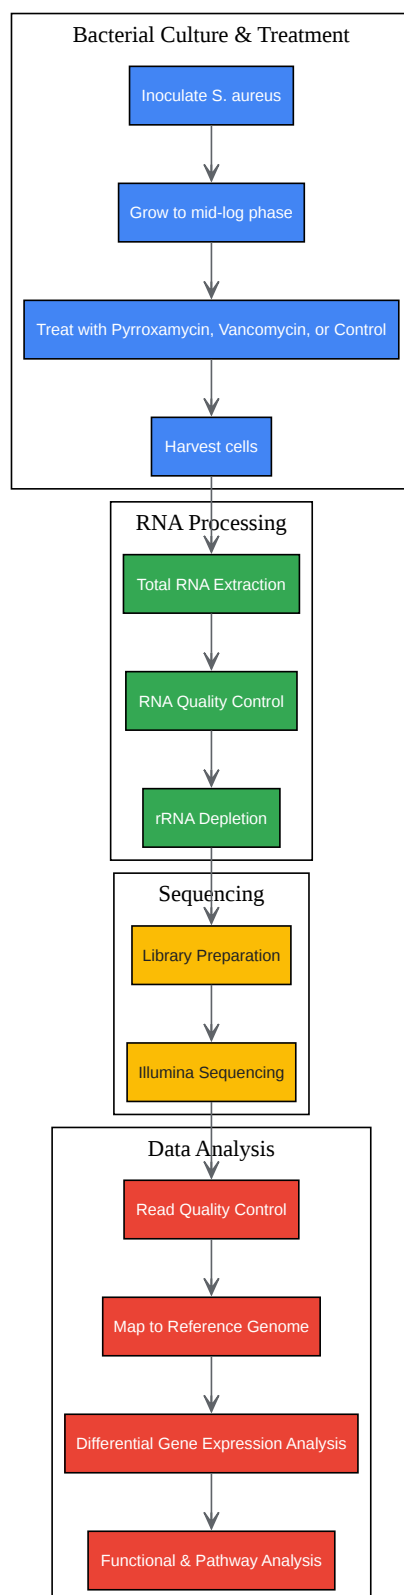 Bacterial Culture & Treatment
Inoculate S. aureus
Grow to mid-log phase
Treat with Pyrroxamycin, Vancomycin, or Control
Harvest cells
RNA Processing
Total RNA Extraction
RNA Quality Control
rRNA Depletion
Sequencing
Library Preparation
Illumina Sequencing
Data Analysis
Read Quality Control
Map to Reference Genome
Differential Gene Expression Analysis
Functional & Pathway Analysis